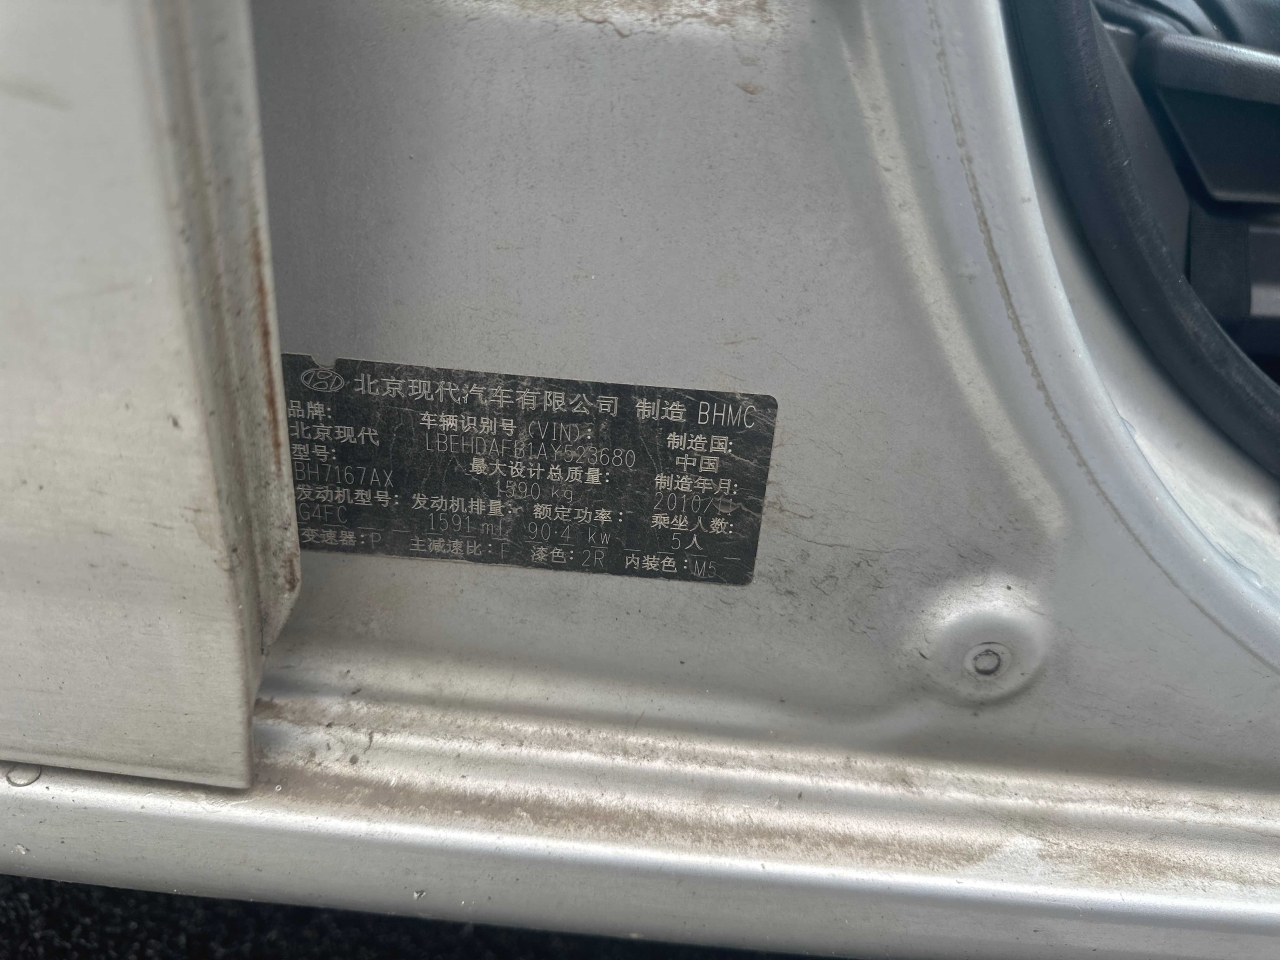 北京现代汽车有限公司 制造 BHMC
品牌: 车辆识别号(VIN): 制造国:
北京现代 LBEHDAFB1AY523680 中国
型号: 最大设计总质量: 制造年月:
BH7167AX 1590 kg 2010/11
发动机型号: 发动机排量: 额定功率: 乘坐人数:
G4FC 1591 mL 90.4 kw 5人
变速器:P 主减速比:F 漆色:2R 内装色:M5